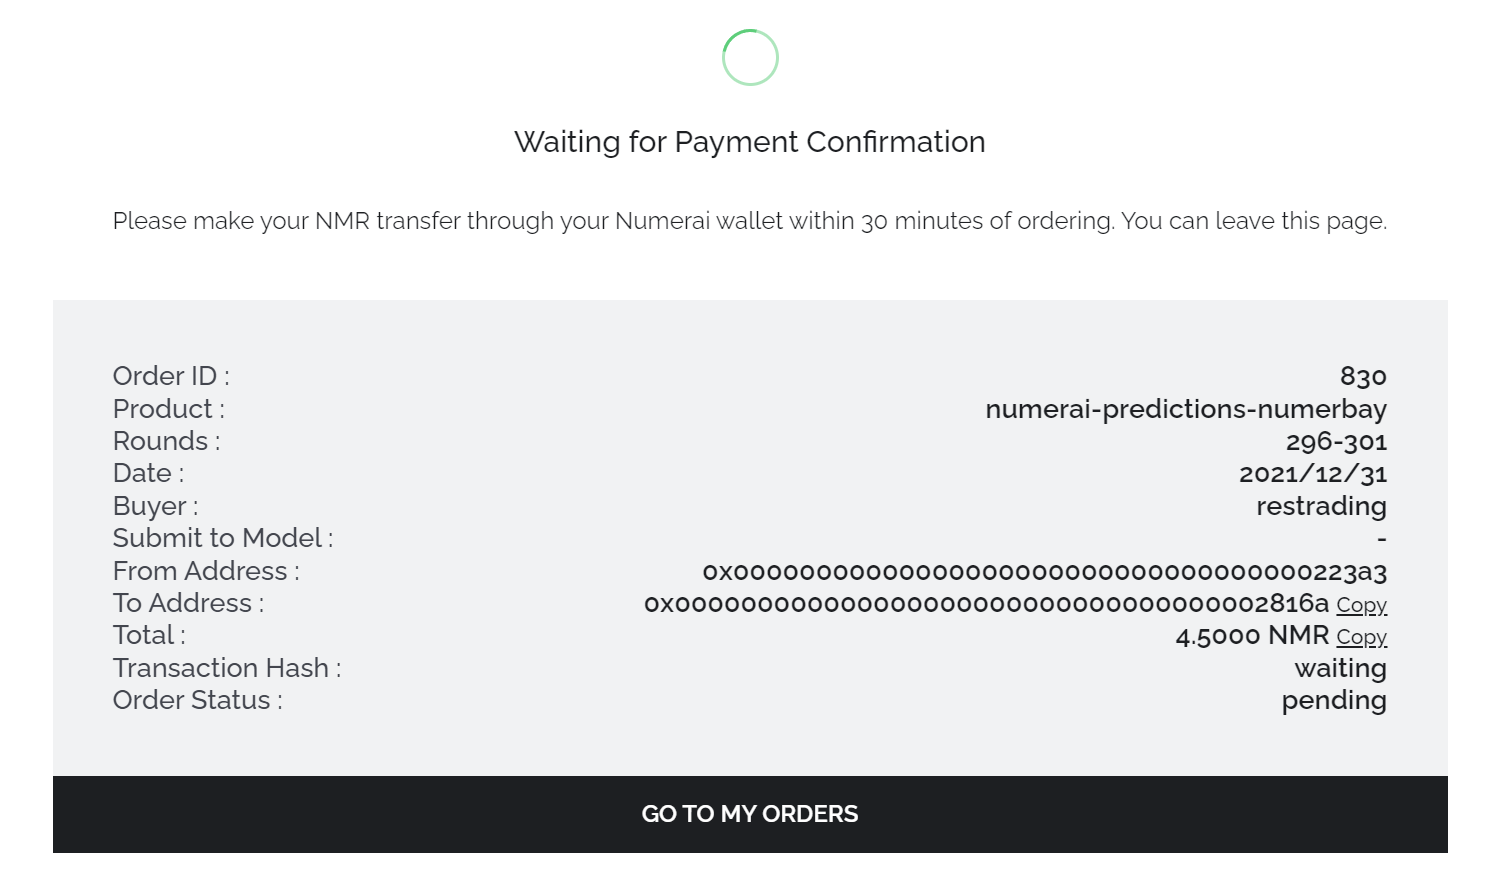 Waiting for Payment Confirmation
Please make your NMR transfer through your Numerai wallet within 30 minutes of ordering. You can leave this page.
Order ID : 830
Product : numerai-predictions-numerbay
Rounds : 296-301
Date : 2021/12/31
Buyer : restrading
Submit to Model : -
From Address : 0x00000000000000000000000000000000000223a3
To Address : 0x000000000000000000000000000000000002816a Copy
Total : 4.5000 NMR Copy
Transaction Hash : waiting
Order Status : pending
GO TO MY ORDERS